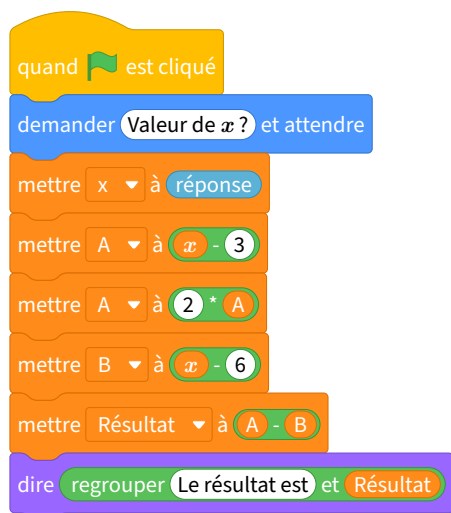 quand est cliqué
demander Valeur de x ? et attendre
mettre x à réponse
mettre A à x - 3
mettre A à 2 * A
mettre B à x - 6
mettre Résultat à A - B
dire regrouper Le résultat est et Résultat